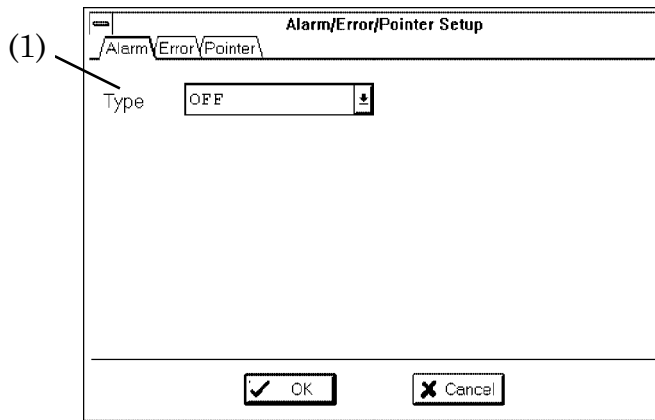 Alarm/Error/Pointer Setup
Alarm Error Pointer
(1)
Type OFF
OK Cancel